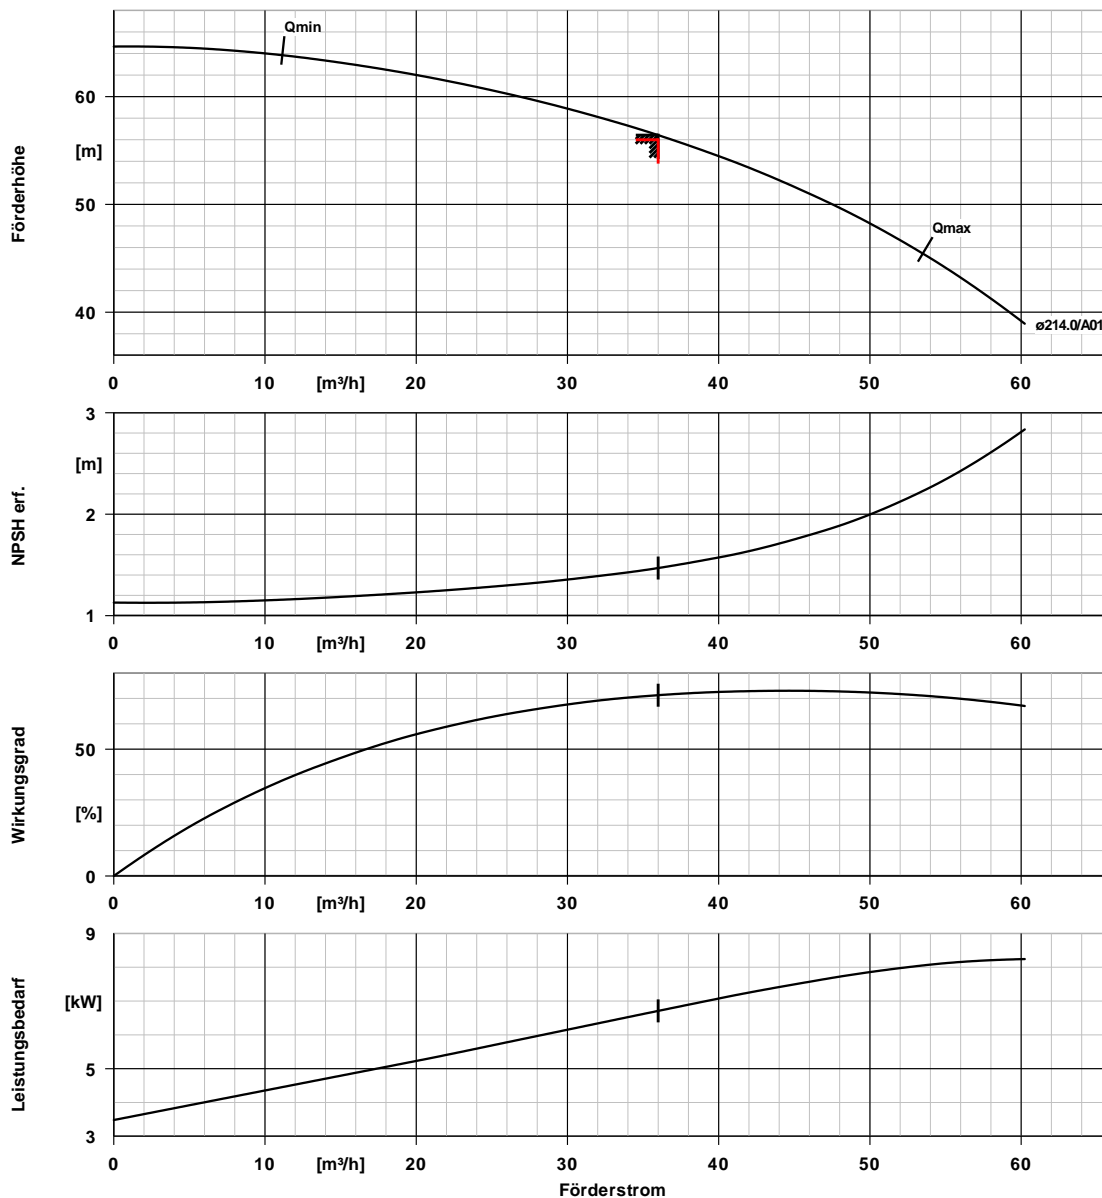 Qmin
60
[m]
Förderhöhe
50
Qmax
40
ø214.0/A01
0 10 [m³/h] 20 30 40 50 60
3
[m]
NPSH erf.
2
1
0 10 [m³/h] 20 30 40 50 60
50
Wirkungsgrad
[%]
0
0 10 [m³/h] 20 30 40 50 60
9
[kW]
Leistungsbedarf
5
3
0 10 [m³/h] 20 30 40 50 60
Förderstrom